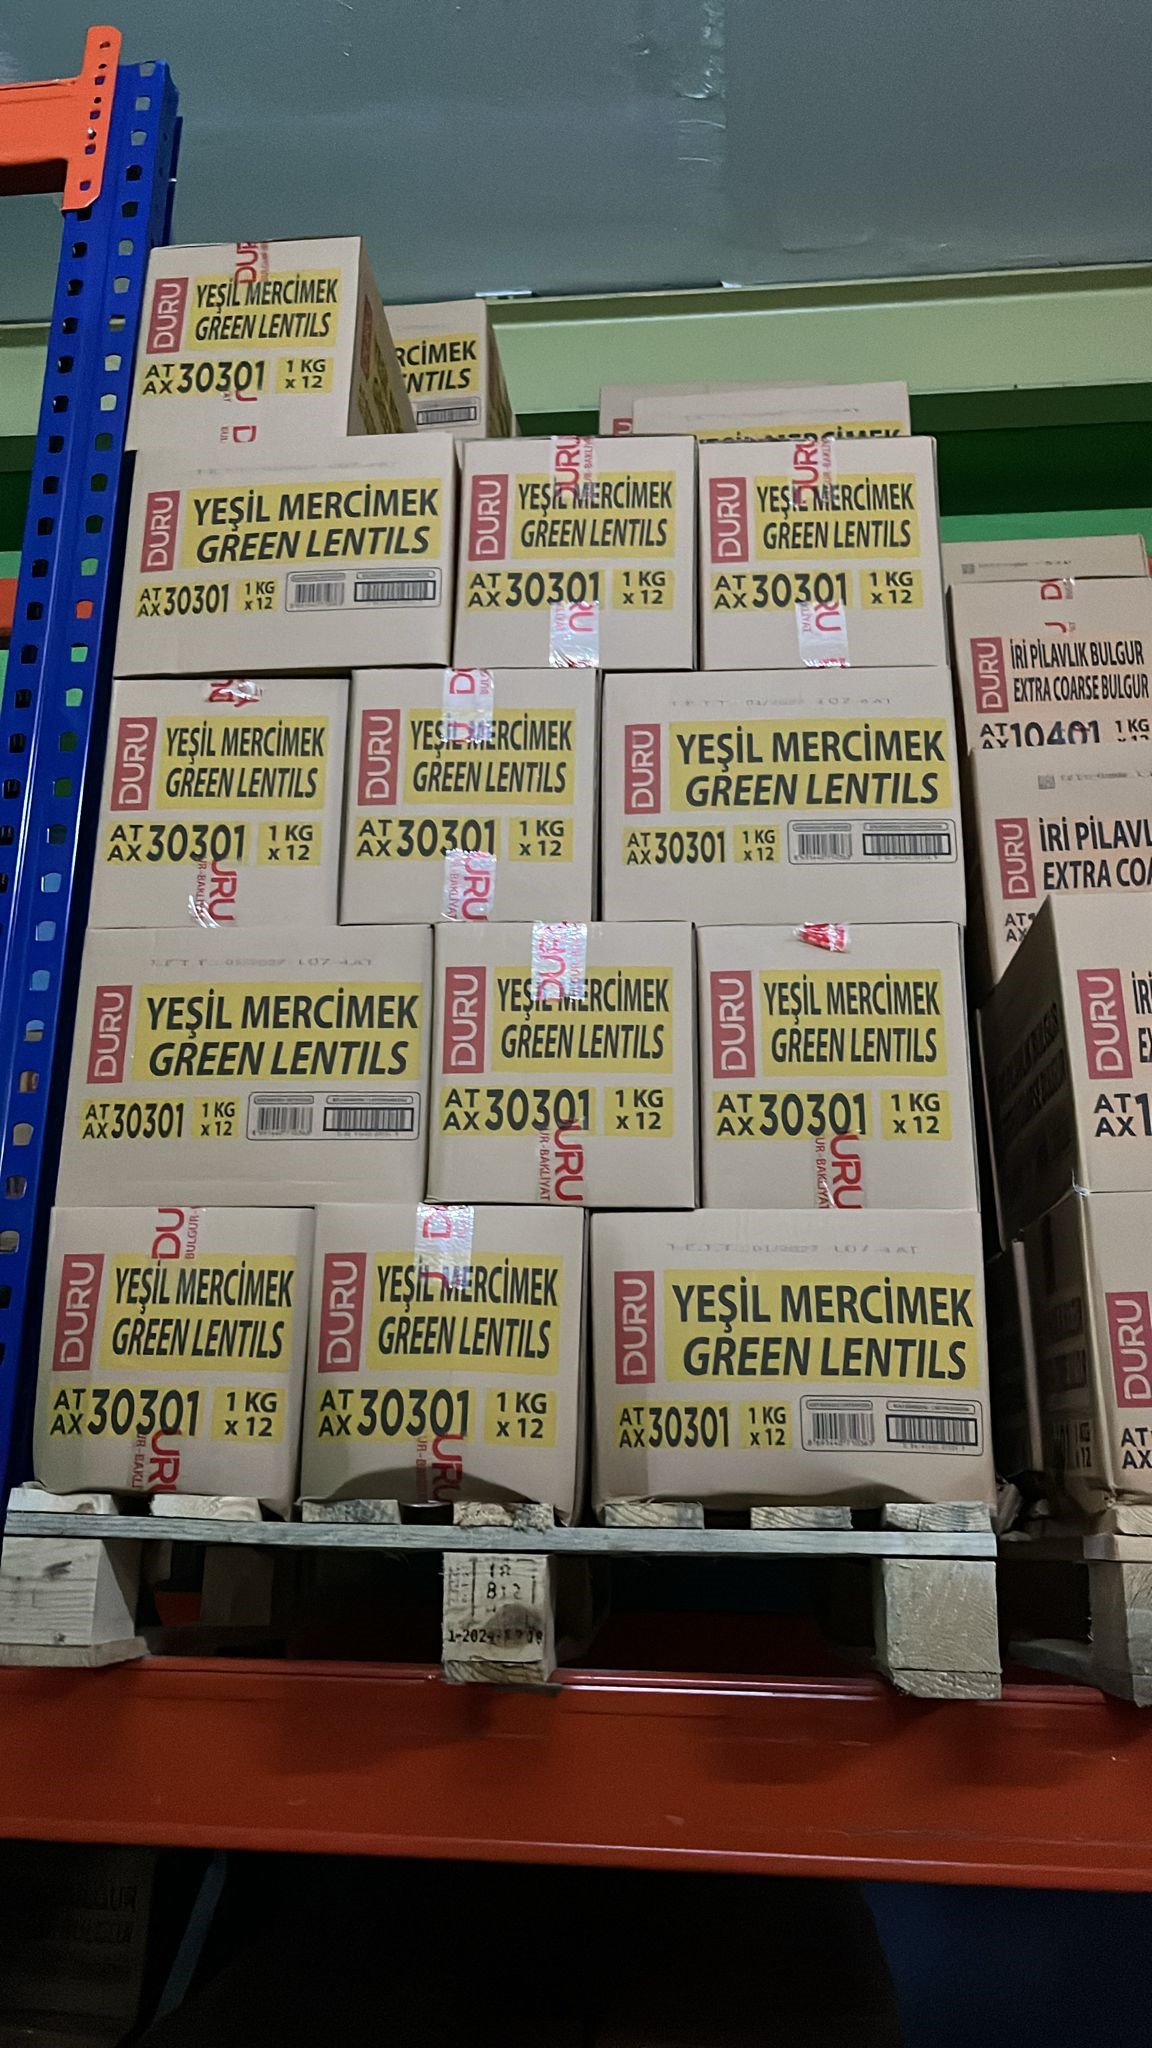 DURU
YEŞİL MERCİMEK
GREEN LENTILS
AT
AX 30301
1 KG
x 12
DURU
YEŞİL MERCİMEK
GREEN LENTILS
AT
AX 30301
1 KG
x 12
DURU
YEŞİL MERCİMEK
GREEN LENTILS
AT
AX 30301
1 KG
x 12
DURU
YEŞİL MERCİMEK
GREEN LENTILS
AT
AX 30301
1 KG
x 12
DURU
İRİ PİLAVLIK BULGUR
EXTRA COARSE BULGUR
AT
AX 10401
1 KG
DURU
YEŞİL MERCİMEK
GREEN LENTILS
AT
AX 30301
1 KG
x 12
DURU
YEŞİL MERCİMEK
GREEN LENTILS
AT
AX 30301
1 KG
x 12
DURU
YEŞİL MERCİMEK
GREEN LENTILS
AT
AX 30301
1 KG
x 12
DURU
İRİ
EXTRA
DURU
YEŞİL MERCİMEK
GREEN LENTILS
AT
AX 30301
1 KG
x 12
DURU
YEŞİL MERCİMEK
GREEN LENTILS
AT
AX 30301
1 KG
x 12
DURU
YEŞİL MERCİMEK
GREEN LENTILS
AT
AX 30301
1 KG
x 12
DURU
AT
AX
DURU
YEŞİL MERCİMEK
GREEN LENTILS
AT
AX 30301
1 KG
x 12
DURU
YEŞİL MERCİMEK
GREEN LENTILS
AT
AX 30301
1 KG
x 12
DURU
YEŞİL MERCİMEK
GREEN LENTILS
AT
AX 30301
1 KG
x 12
DURU
AT
AX